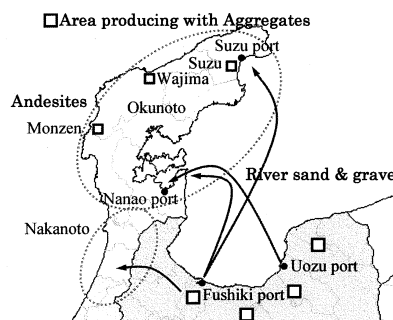 Area producing with Aggregates
Suzu port
Suzu
Wajima
Andesites
Okunoto
Monzen
River sand & grave
Nanao port
Nakanoto
Uozu port
Fushiki port